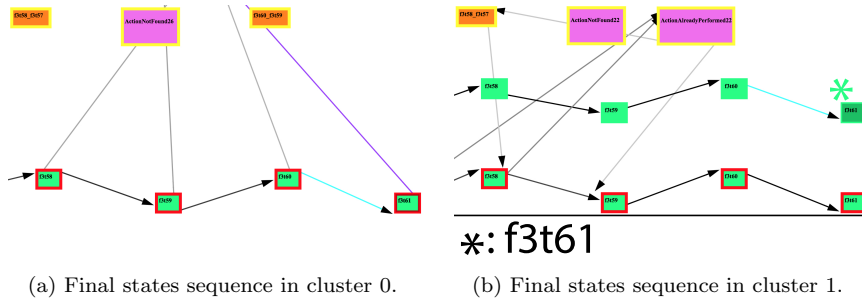 f3t58_f3t57
ActionNotFound26
f3t60_f3t59
f3t58
f3t59
f3t60
f3t61
f3t58_f3t57
ActionNotFound22
ActionAlreadyPerformed22
f3t58
f3t59
f3t60
*
f3t61
f3t58
f3t59
f3t60
f3t61
*: f3t61
(a) Final states sequence in cluster 0.
(b) Final states sequence in cluster 1.